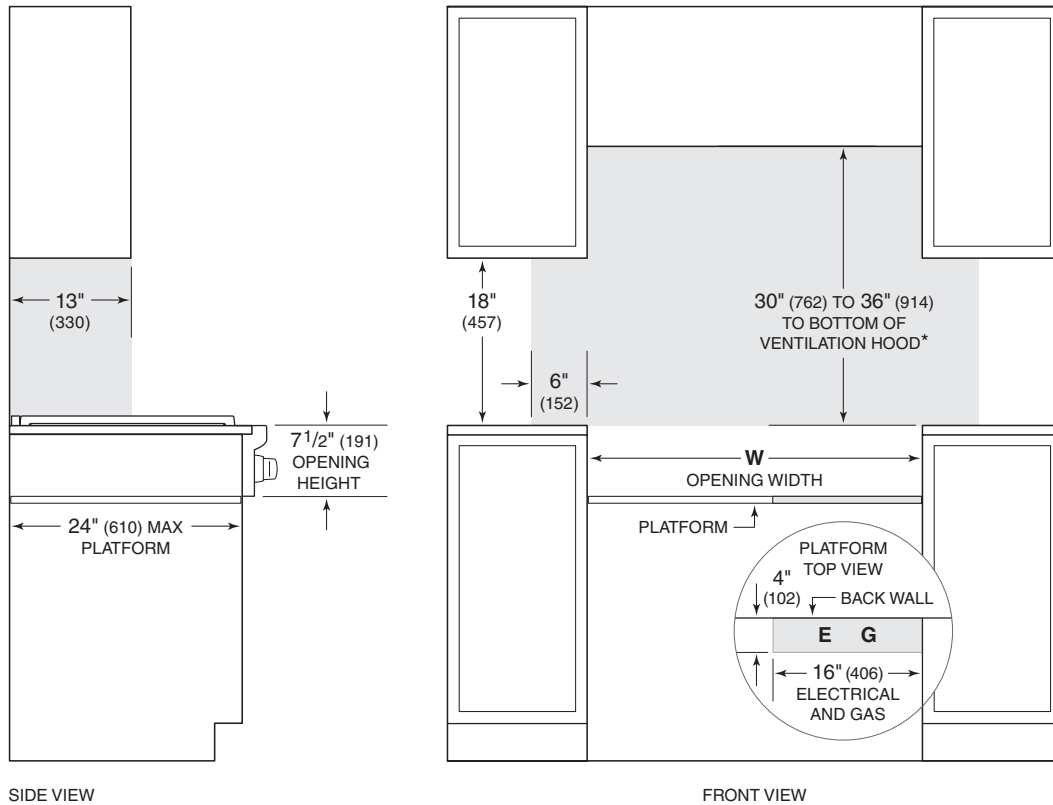 13"
(330)
7 1/2" (191)
OPENING
HEIGHT
24" (610) MAX
PLATFORM
SIDE VIEW
18"
(457)
30" (762) TO 36" (914)
TO BOTTOM OF
VENTILATION HOOD*
6"
(152)
W
OPENING WIDTH
PLATFORM
PLATFORM
TOP VIEW
4"
(102)
BACK WALL
E G
16" (406)
ELECTRICAL
AND GAS
FRONT VIEW